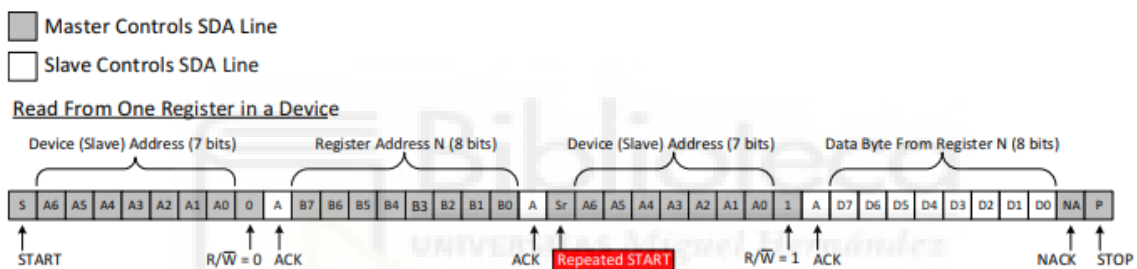 Master Controls SDA Line
Slave Controls SDA Line
Read From One Register in a Device
Device (Slave) Address (7 bits) Register Address N (8 bits) Device (Slave) Address (7 bits) Data Byte From Register N (8 bits)
S A6 A5 A4 A3 A2 A1 A0 0 A B7 B6 B5 B4 B3 B2 B1 B0 A Sr A6 A5 A4 A3 A2 A1 A0 1 A D7 D6 D5 D4 D3 D2 D1 D0 NA P
START R/W̅ = 0 ACK ACK Repeated START R/W̅ = 1 ACK NACK STOP
Biblioteca
UNIVERSITAS Miguel Hernández